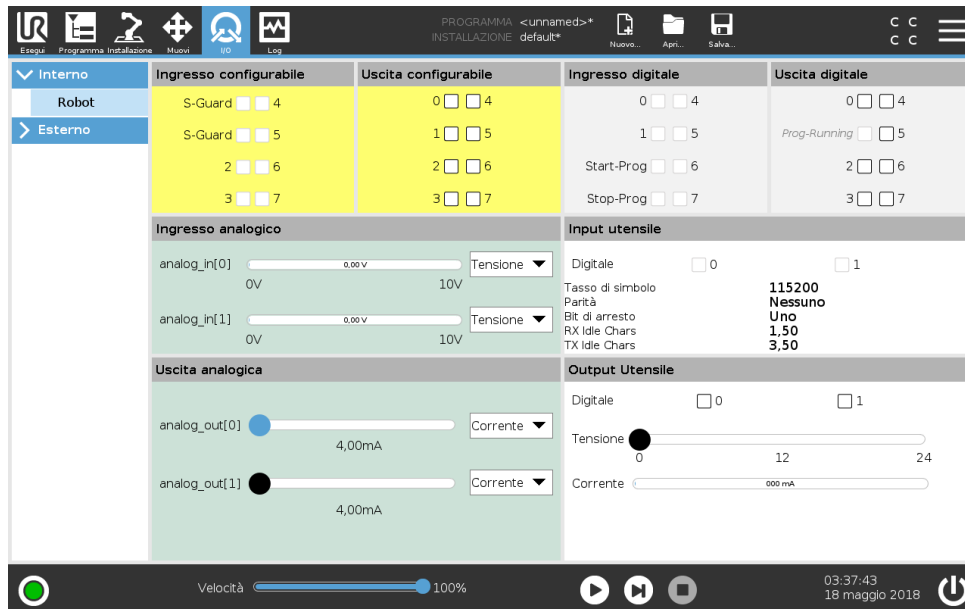 PROGRAMMA <unnamed>*
INSTALLAZIONE default*
C C
C C
Esegui Programma Installazione Muovi I/O Log Nuovo... Apri... Salva...
Interno
Robot
Esterno
Ingresso configurabile
S-Guard 4
S-Guard 5
2 6
3 7
Uscita configurabile
0 4
1 5
2 6
3 7
Ingresso digitale
0 4
1 5
Start-Prog 6
Stop-Prog 7
Uscita digitale
0 4
Prog-Running 5
2 6
3 7
Ingresso analogico
analog_in[0] 0,00 V Tensione
0V 10V
analog_in[1] 0,00 V Tensione
0V 10V
Input utensile
Digitale 0 1
Tasso di simbolo 115200
Parità Nessuno
Bit di arresto Uno
RX Idle Chars 1,50
TX Idle Chars 3,50
Uscita analogica
analog_out[0] Corrente
4,00mA
analog_out[1] Corrente
4,00mA
Output Utensile
Digitale 0 1
Tensione
0 12 24
Corrente 000 mA
Velocità 100%
03:37:43
18 maggio 2018